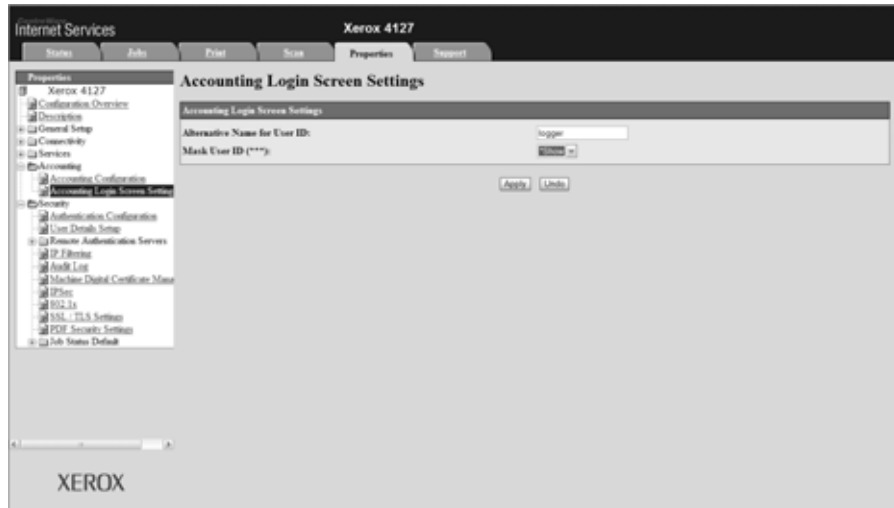 CentreWare
Internet Services
Xerox 4127
Status
Jobs
Print
Scan
Properties
Support
Properties
Xerox 4127
Configuration Overview
Description
General Setup
Connectivity
Services
Accounting
Accounting Configuration
Accounting Login Screen Setting
Security
Authentication Configuration
User Details Setup
Remote Authentication Servers
IP Filtering
Audit Log
Machine Digital Certificate Mana
IPSec
802.1x
SSL / TLS Settings
PDF Security Settings
Job Status Default
XEROX
Accounting Login Screen Settings
Accounting Login Screen Settings
Alternative Name for User ID:
logger
Mask User ID (***):
*Show
Apply
Undo